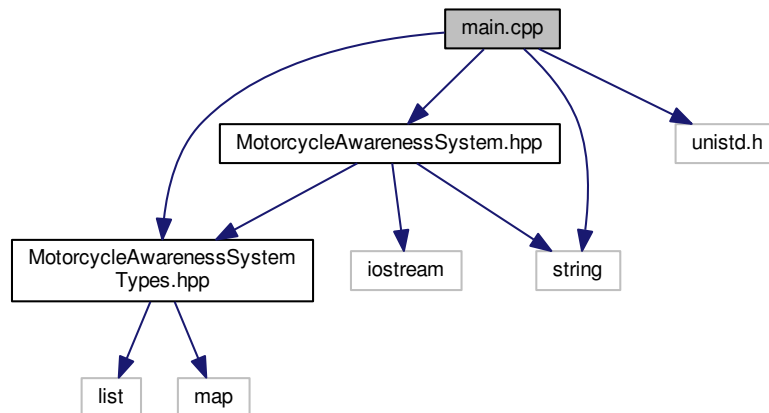 main.cpp
MotorcycleAwarenessSystem.hpp
unistd.h
MotorcycleAwarenessSystem
Types.hpp
iostream
string
list
map